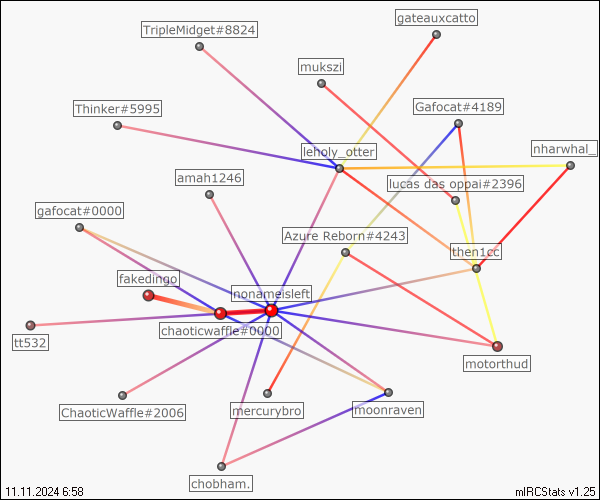 gateauxcatto
TripleMidget#8824
mukszi
Thinker#5995
Gafocat#4189
leholy_otter
nharwhal_
amah1246
lucas das oppai#2396
gafocat#0000
Azure Reborn#4243
then1cc
fakedingo
nonameisleft
chaoticwaffle#0000
tt532
motorthud
ChaoticWaffle#2006
mercurybro
moonraven
chobham.
11.11.2024 6:58
mIRCStats v1.25